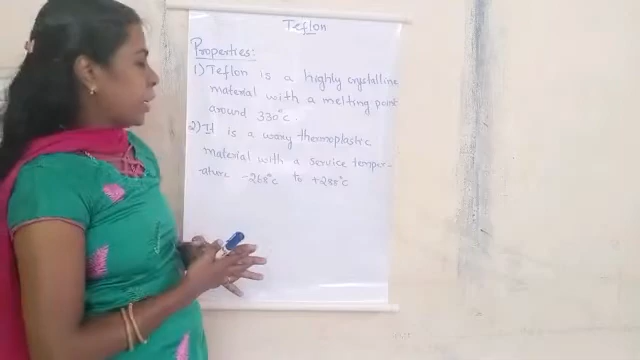 Teflon
Properties:
1) Teflon is a highly crystalline
material with a melting point
around 330°C.
2) It is a waxy thermoplastic
material with a service temper-
ature -268°C to +288°C